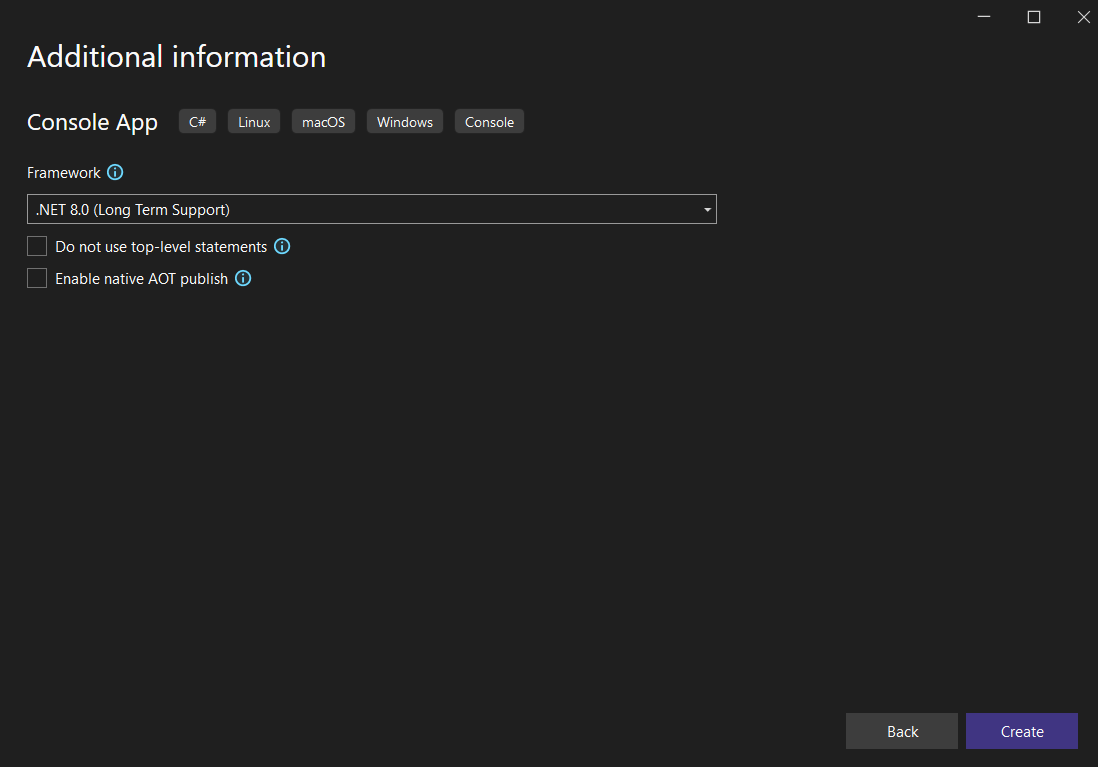 Additional information
Console App C# Linux macOS Windows Console
Framework
.NET 8.0 (Long Term Support)
Do not use top-level statements
Enable native AOT publish
Back Create